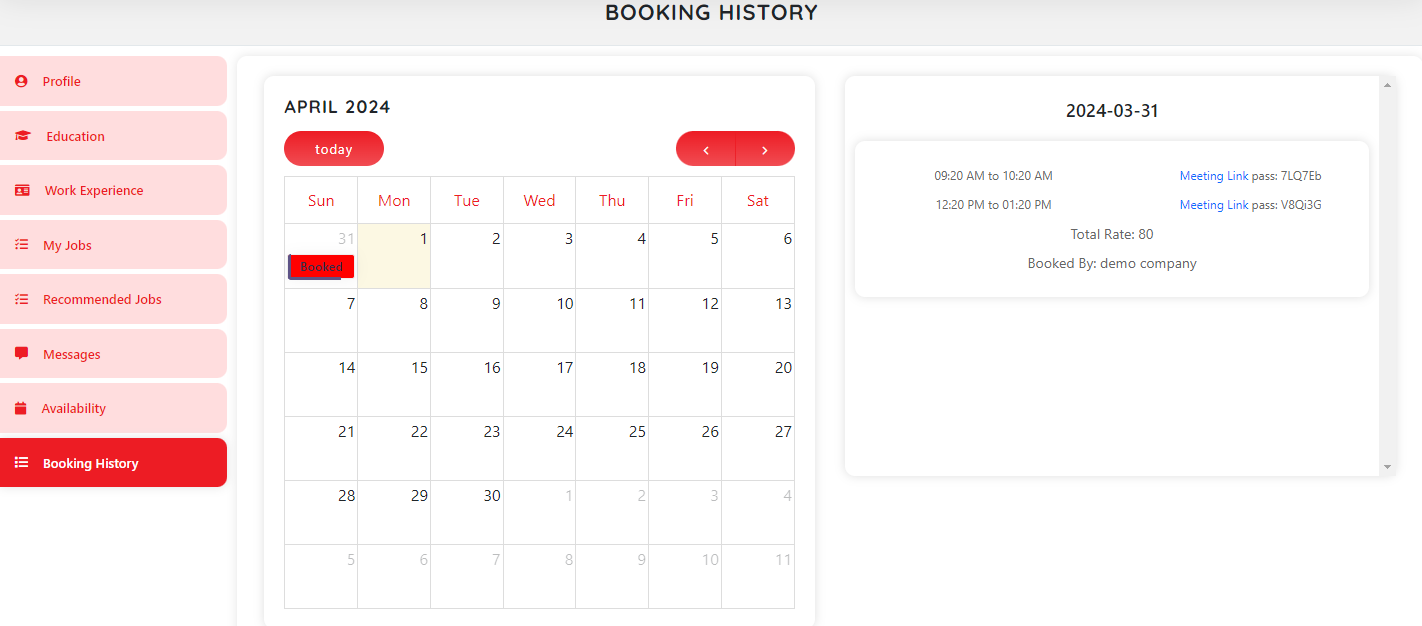 BOOKING HISTORY
Profile
Education
Work Experience
My Jobs
Recommended Jobs
Messages
Availability
Booking History
APRIL 2024
today
Sun Mon Tue Wed Thu Fri Sat
31 1 2 3 4 5 6
Booked
7 8 9 10 11 12 13
14 15 16 17 18 19 20
21 22 23 24 25 26 27
28 29 30 1 2 3 4
5 6 7 8 9 10 11
2024-03-31
09:20 AM to 10:20 AM Meeting Link pass: 7LQ7Eb
12:20 PM to 01:20 PM Meeting Link pass: V8Qi3G
Total Rate: 80
Booked By: demo company